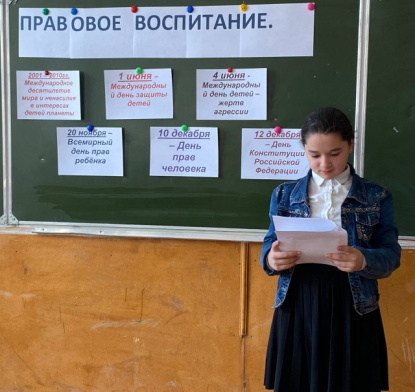 ПРАВОВОЕ ВОСПИТАНИЕ.
2001 – 2010гг.
Международное
десятилетие
мира и ненасилия
в интересах
детей планеты
1 июня –
Международны
й день защиты
детей
4 июня -
Международны
й день детей –
жертв
агрессии
20 ноября –
Всемирный
день прав
ребёнка
10 декабря
– День
прав
человека
12 декабря
– День
Конституции
Российской
Федерации